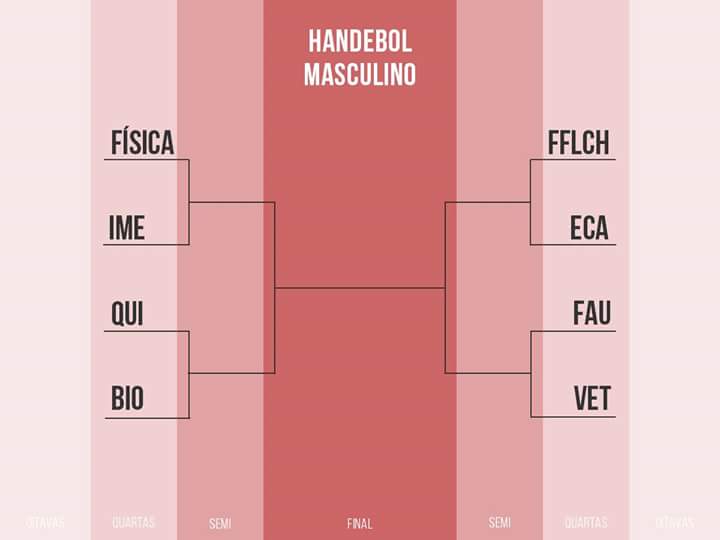 HANDEBOL
MASCULINO
FÍSICA
IME
QUI
BIO
FFLCH
ECA
FAU
VET
OITAVAS
QUARTAS
SEMI
FINAL
SEMI
QUARTAS
OITAVAS